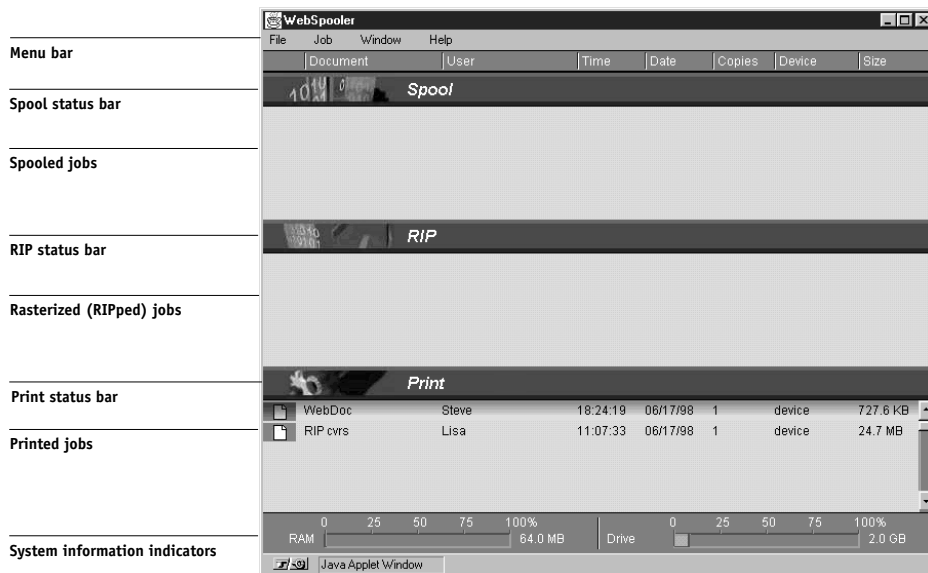 WebSpooler
File Job Window Help
Document User Time Date Copies Device Size
Menu bar
Spool status bar
Spool
Spooled jobs
RIP status bar
RIP
Rasterized (RIPped) jobs
Print status bar
Print
WebDoc Steve 18:24:19 06/17/98 1 device 727.6 KB
RIP cvrs Lisa 11:07:33 06/17/98 1 device 24.7 MB
Printed jobs
0 25 50 75 100% 0 25 50 75 100%
RAM 64.0 MB Drive 2.0 GB
System information indicators
Java Applet Window